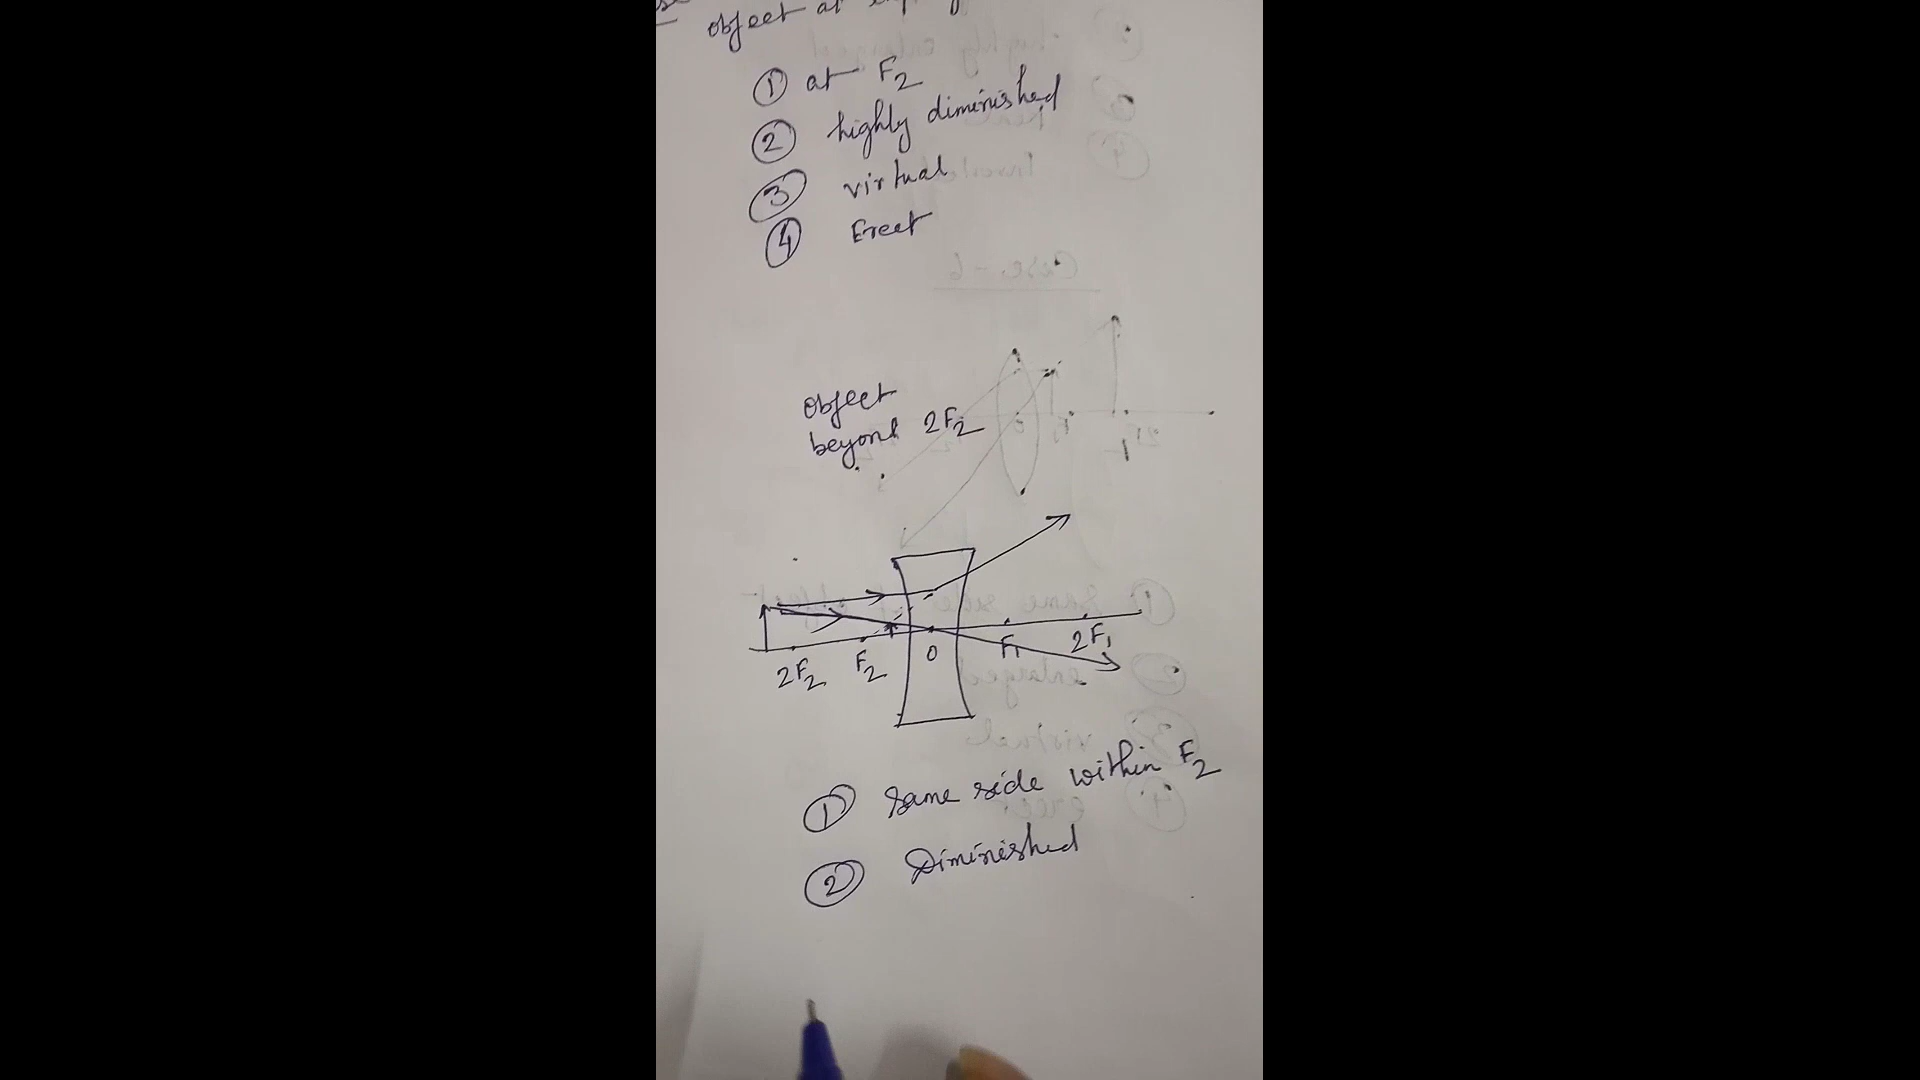 object at
① at F₂
② highly diminished
③ virtual
④ Erect
object
beyond 2F₂
2F₂ F₂ O F₁ 2F₁
① Same side within F₂
② Diminished